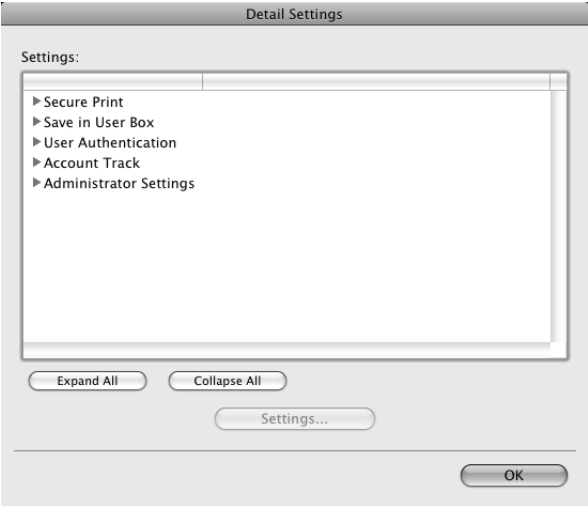 Detail Settings
Settings:
Secure Print
Save in User Box
User Authentication
Account Track
Administrator Settings
Expand All Collapse All
Settings...
OK